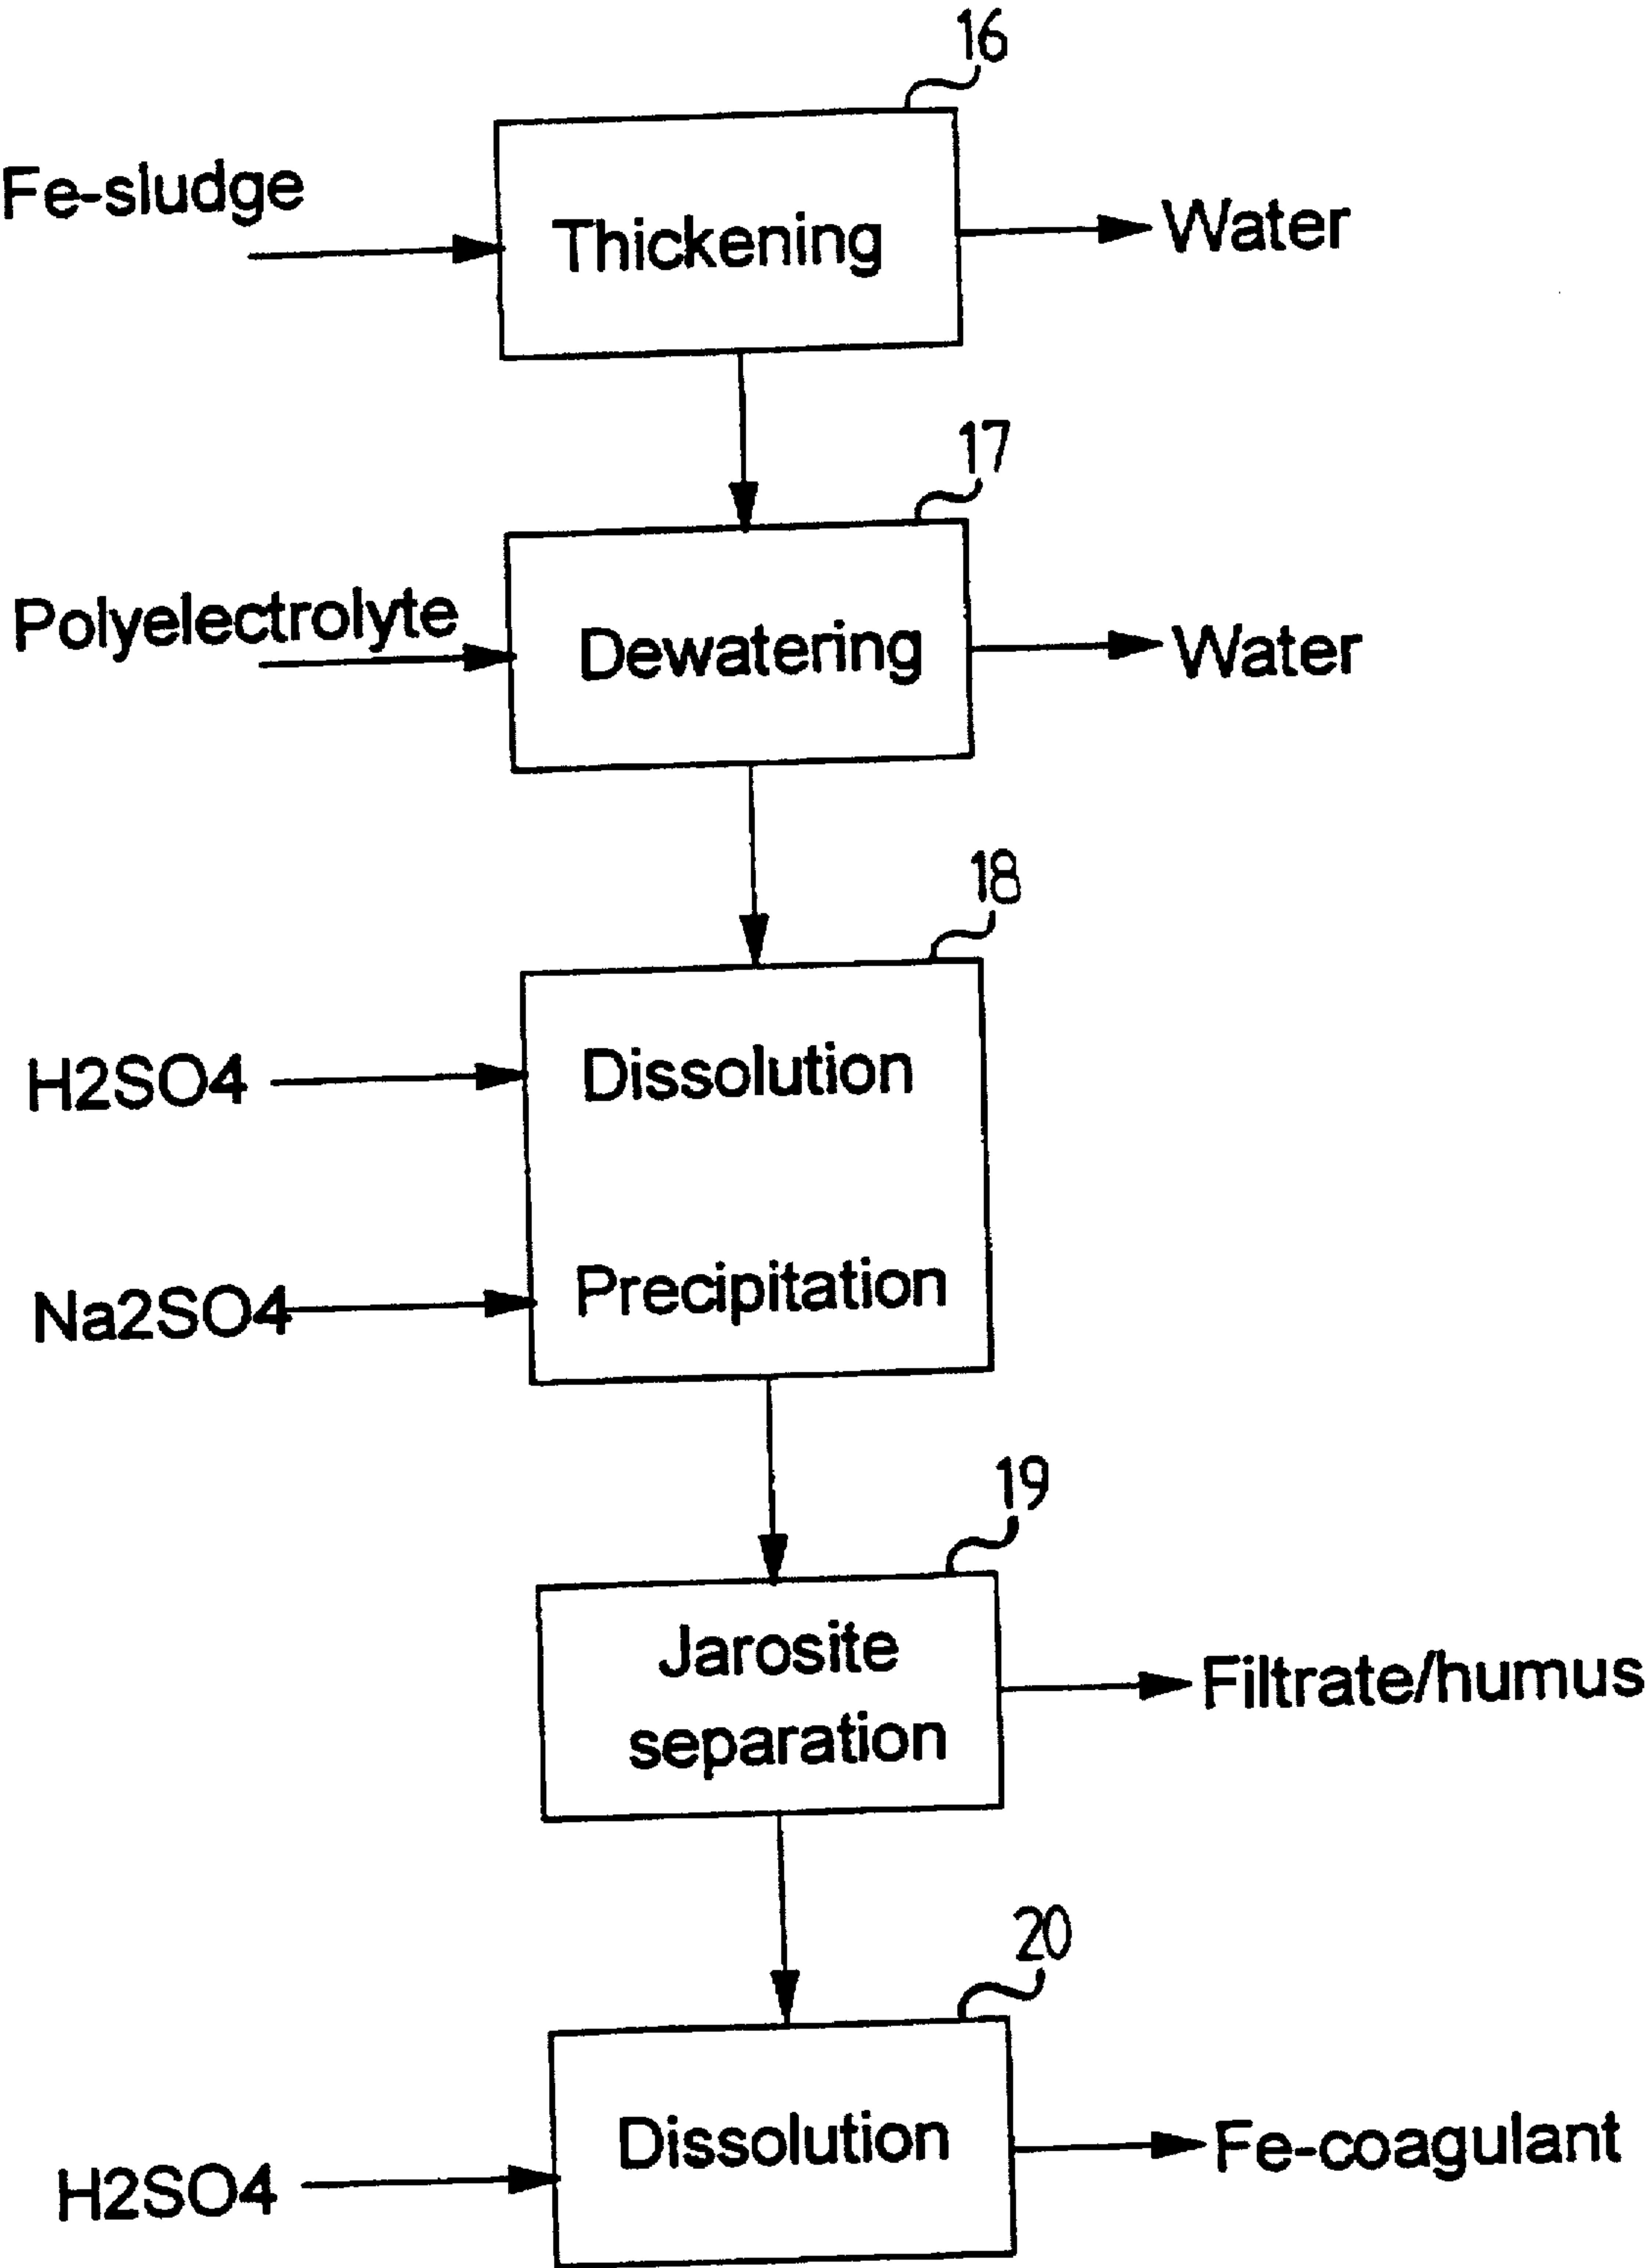 16
Fe-sludge
Thickening
Water
17
Polyelectrolyte
Dewatering
Water
18
H2SO4
Dissolution
Na2SO4
Precipitation
19
Jarosite
separation
Filtrate/humus
20
H2SO4
Dissolution
Fe-coagulant